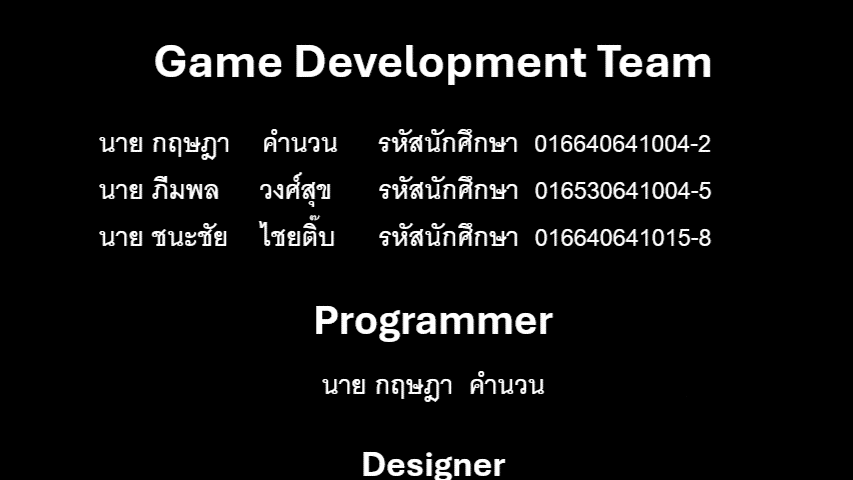 Game Development Team
นาย กฤษฎา คำนวน รหัสนักศึกษา 016640641004-2
นาย ภีมพล วงศ์สุข รหัสนักศึกษา 016530641004-5
นาย ชนะชัย ไชยติ๊บ รหัสนักศึกษา 016640641015-8
Programmer
นาย กฤษฎา คำนวน
Designer